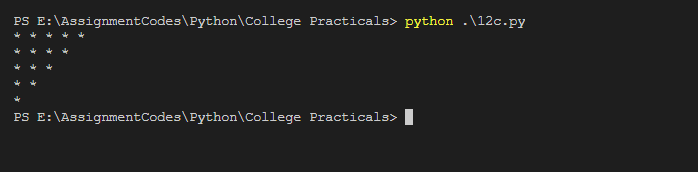 PS E:\AssignmentCodes\Python\College Practicals> python .\12c.py
* * * * *
* * * *
* * *
* *
*
PS E:\AssignmentCodes\Python\College Practicals>